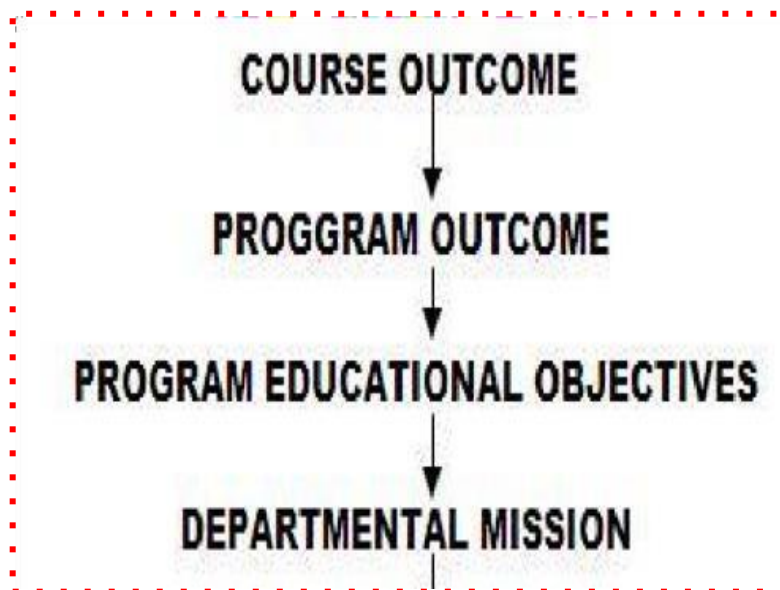 COURSE OUTCOME
PROGGRAM OUTCOME
PROGRAM EDUCATIONAL OBJECTIVES
DEPARTMENTAL MISSION